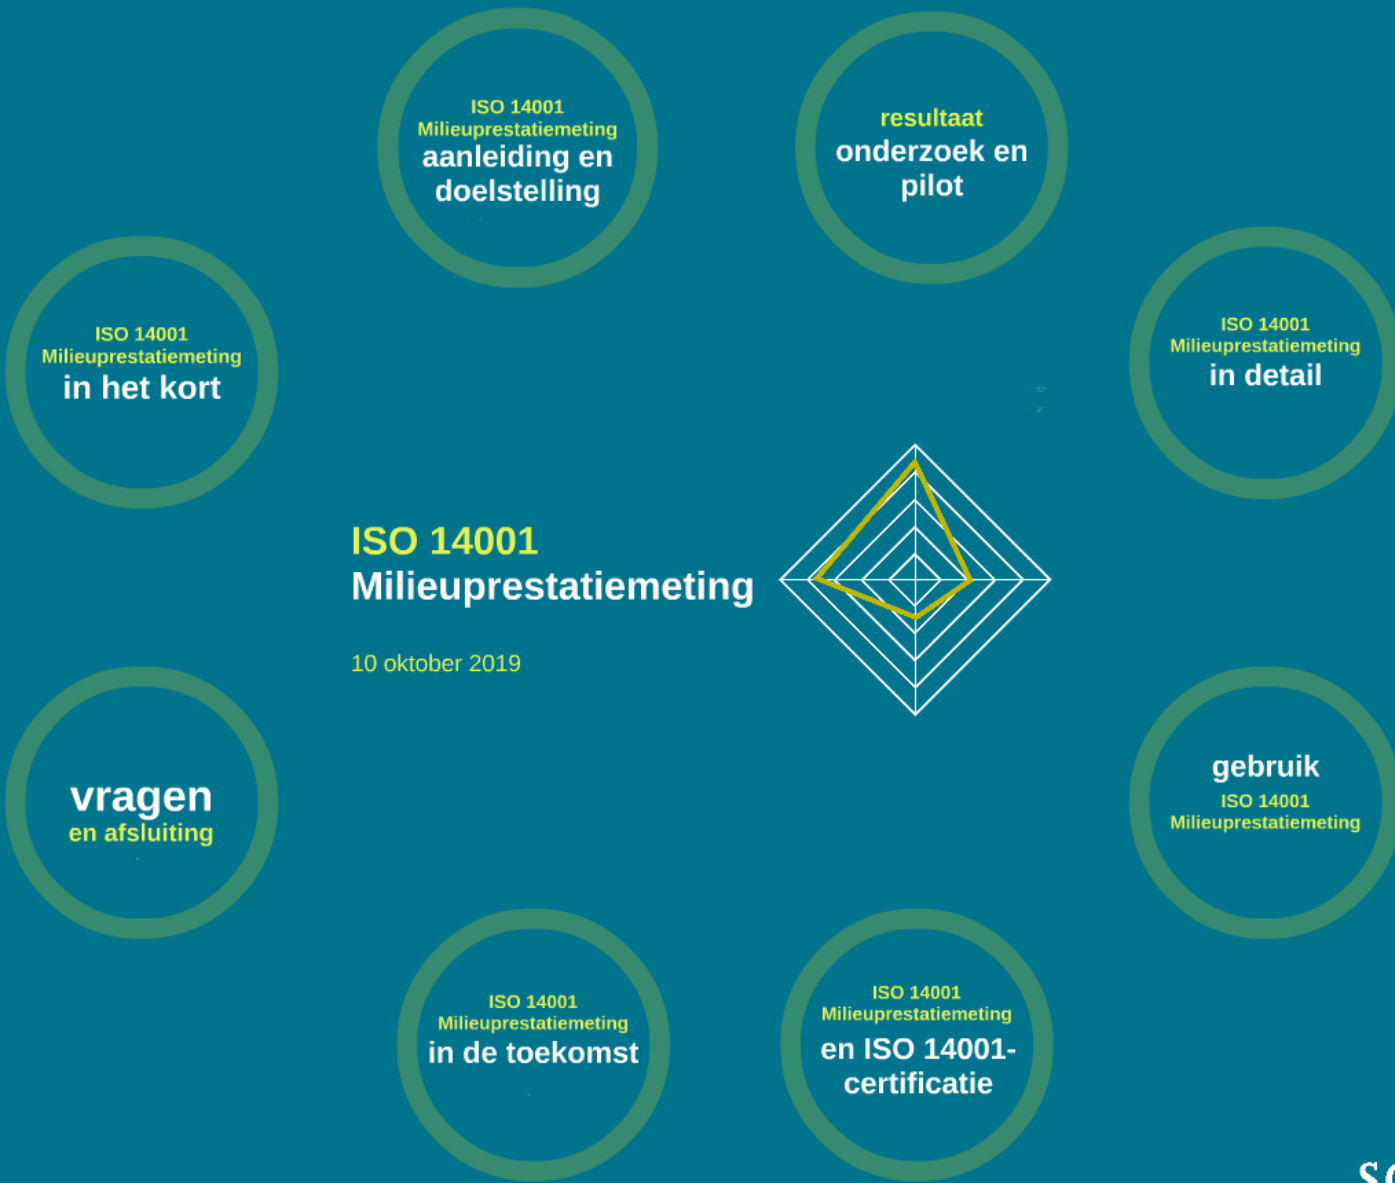 ISO 14001
Milieuprestatiemeting
aanleiding en
doelstelling
resultaat
onderzoek en
pilot
ISO 14001
Milieuprestatiemeting
in het kort
ISO 14001
Milieuprestatiemeting
in detail
ISO 14001
Milieuprestatiemeting
10 oktober 2019
vragen
en afsluiting
gebruik
ISO 14001
Milieuprestatiemeting
ISO 14001
Milieuprestatiemeting
in de toekomst
ISO 14001
Milieuprestatiemeting
en ISO 14001-
certificatie